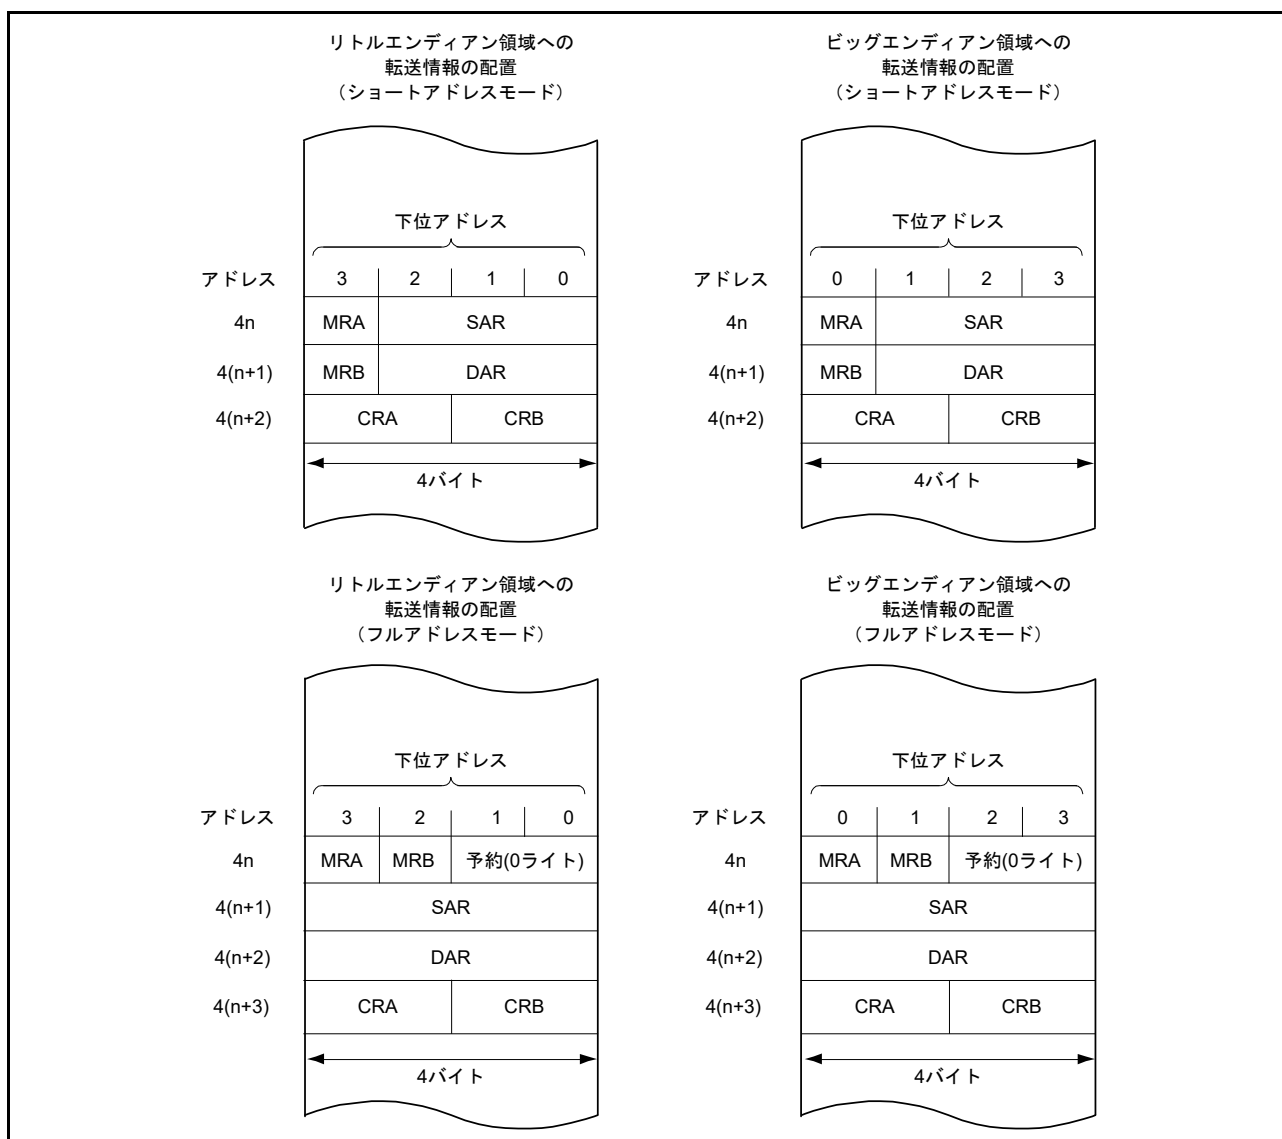 リトルエンディアン領域への
転送情報の配置
(ショートアドレスモード)
下位アドレス
アドレス 3 2 1 0
4n MRA SAR
4(n+1) MRB DAR
4(n+2) CRA CRB
4バイト
ビッグエンディアン領域への
転送情報の配置
(ショートアドレスモード)
下位アドレス
アドレス 0 1 2 3
4n MRA SAR
4(n+1) MRB DAR
4(n+2) CRA CRB
4バイト
リトルエンディアン領域への
転送情報の配置
(フルアドレスモード)
下位アドレス
アドレス 3 2 1 0
4n MRA MRB 予約(0ライト)
4(n+1) SAR
4(n+2) DAR
4(n+3) CRA CRB
4バイト
ビッグエンディアン領域への
転送情報の配置
(フルアドレスモード)
下位アドレス
アドレス 0 1 2 3
4n MRA MRB 予約(0ライト)
4(n+1) SAR
4(n+2) DAR
4(n+3) CRA CRB
4バイト